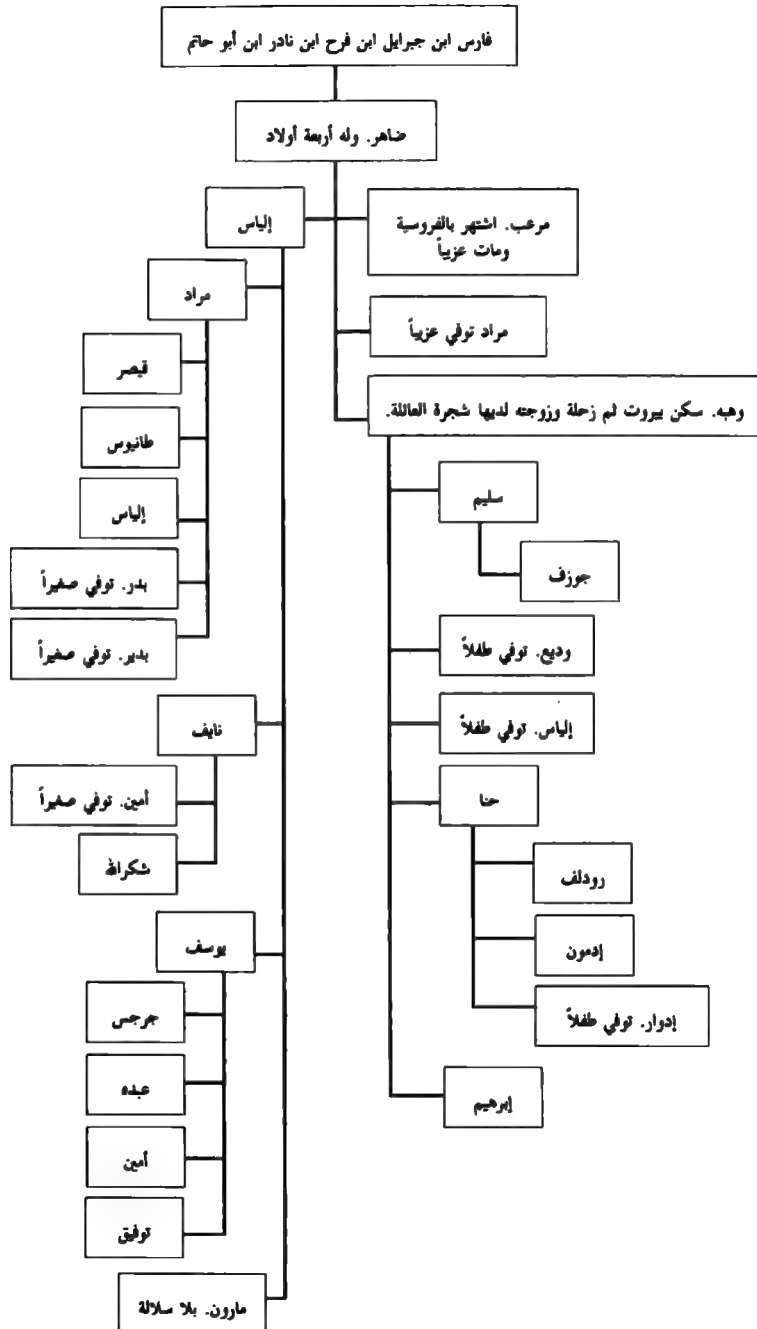 فارس ابن جبرايل ابن فرح ابن نادر ابن أبو حاتم
ضاهر. وله أربعة أولاد
مرعب. اشتهر بالفروسية
ومات عزيباً
مراد توفي عزيباً
وهبه. سكن بيروت ثم زحلة وزوجته لديها شجرة العائلة.
سليم
جوزف
وديع. توفي طفلاً
إلياس. توفي طفلاً
حنا
رودلف
إدمون
إدوار. توفي طفلاً
إبرهيم
إلياس
مراد
قيصر
طانيوس
إلياس
بدر. توفي صغيراً
بدير. توفي صغيراً
نايف
أمين. توفي صغيراً
شكرالله
يوسف
جرجس
عبده
أمين
توفيق
مارون. بلا سلالة